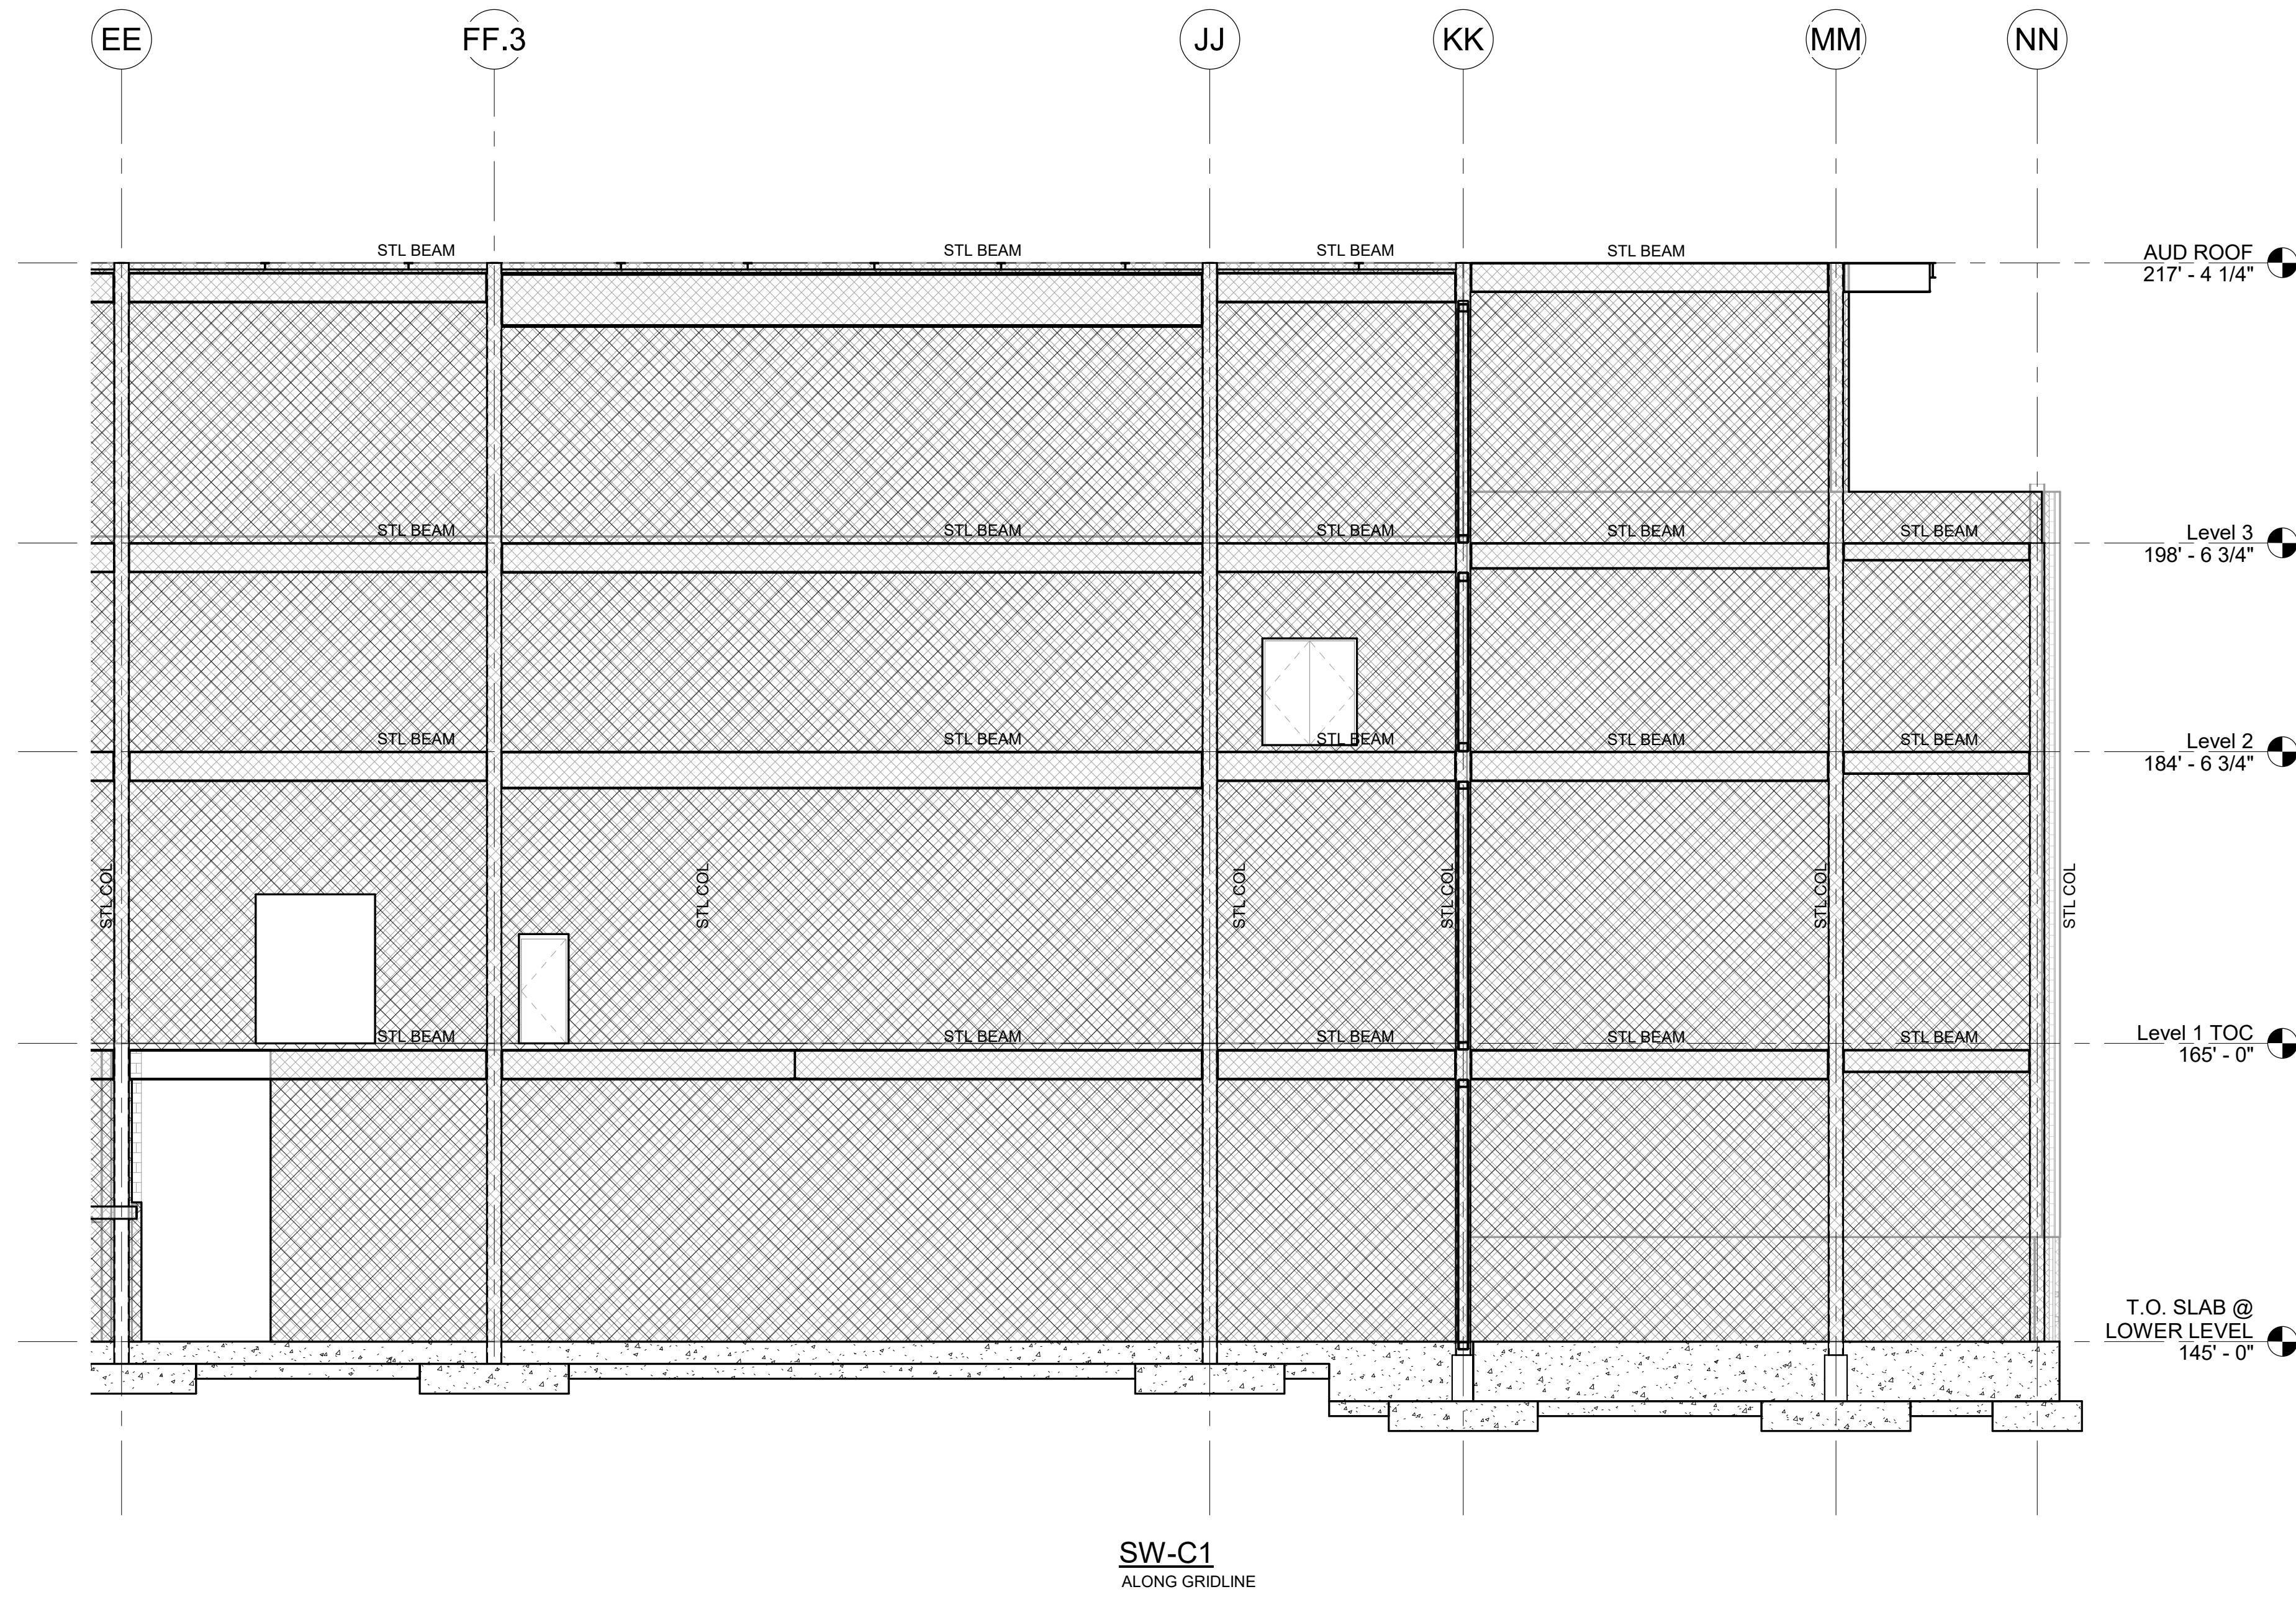 EE FF.3 JJ KK MM NN
STL BEAM STL BEAM STL BEAM STL BEAM
AUD ROOF
217' - 4 1/4"
STL BEAM STL BEAM STL BEAM STL BEAM STL BEAM
Level 3
198' - 6 3/4"
STL BEAM STL BEAM STL BEAM STL BEAM STL BEAM
Level 2
184' - 6 3/4"
STL COL STL COL STL COL STL COL STL COL STL COL
STL BEAM STL BEAM STL BEAM STL BEAM STL BEAM
Level 1 TOC
165' - 0"
T.O. SLAB @
LOWER LEVEL
145' - 0"
SW-C1
ALONG GRIDLINE